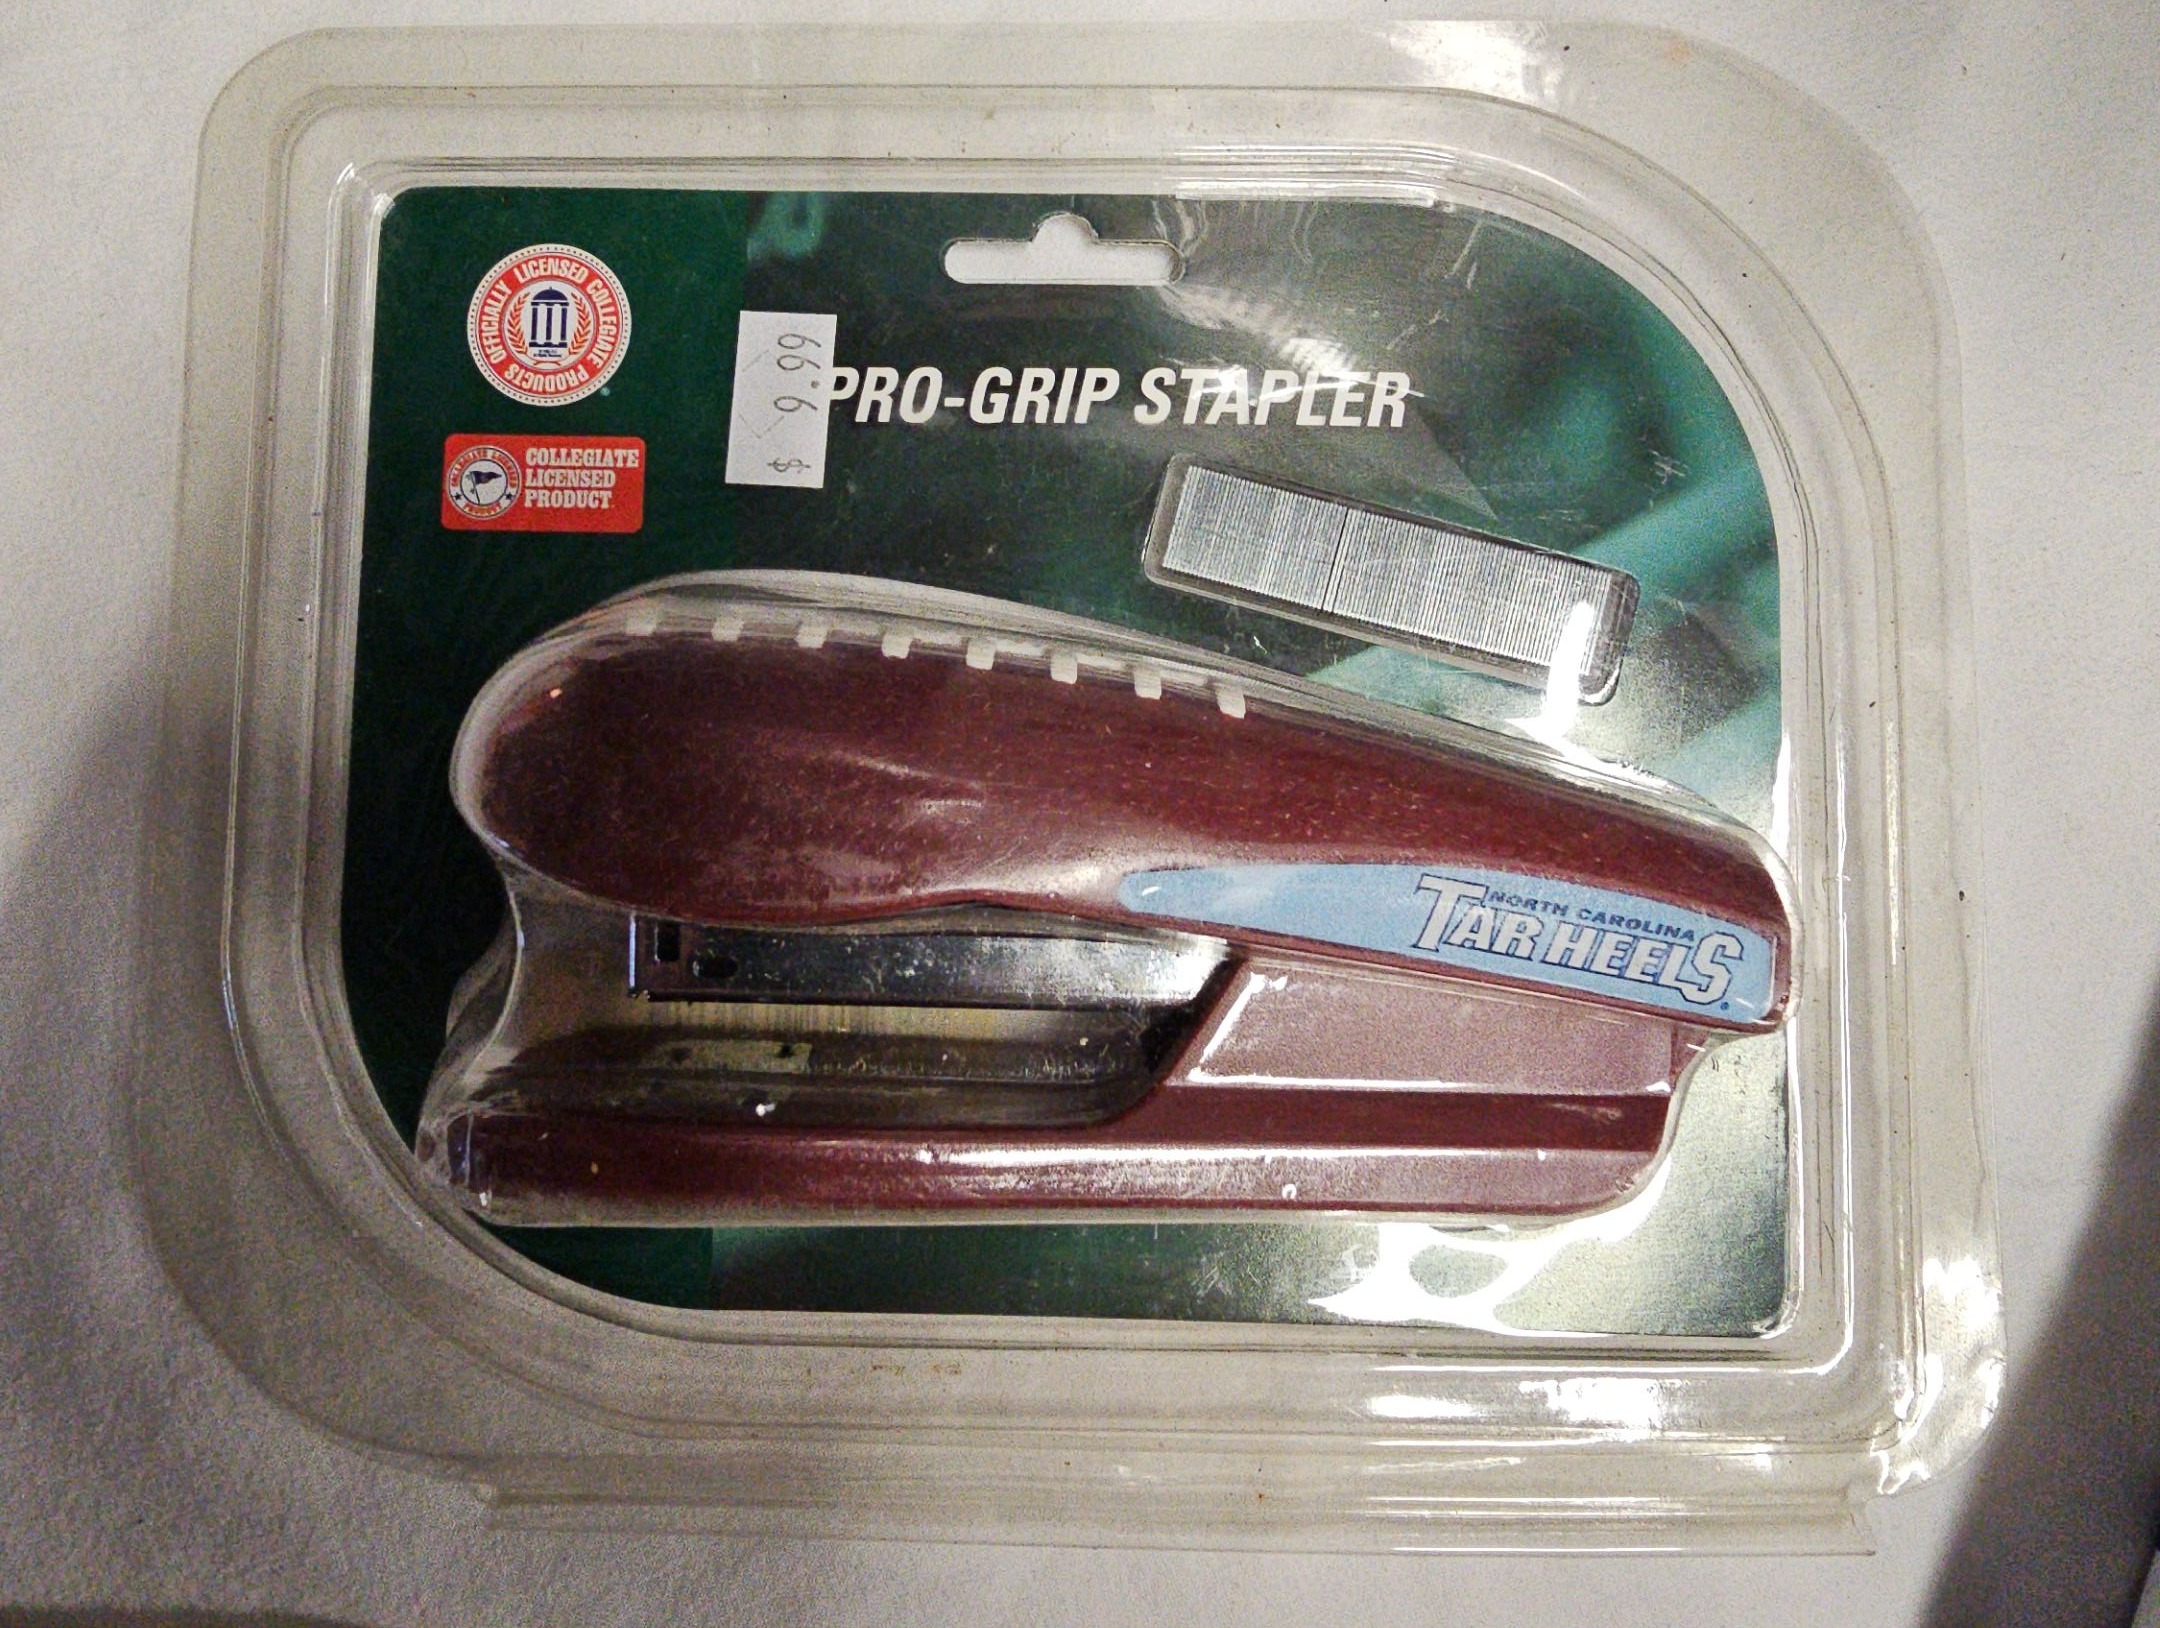 OFFICIALLY LICENSED COLLEGIATE PRODUCTS
$ 9.99
PRO-GRIP STAPLER
COLLEGIATE
LICENSED
PRODUCT
NORTH CAROLINA
TAR HEELS